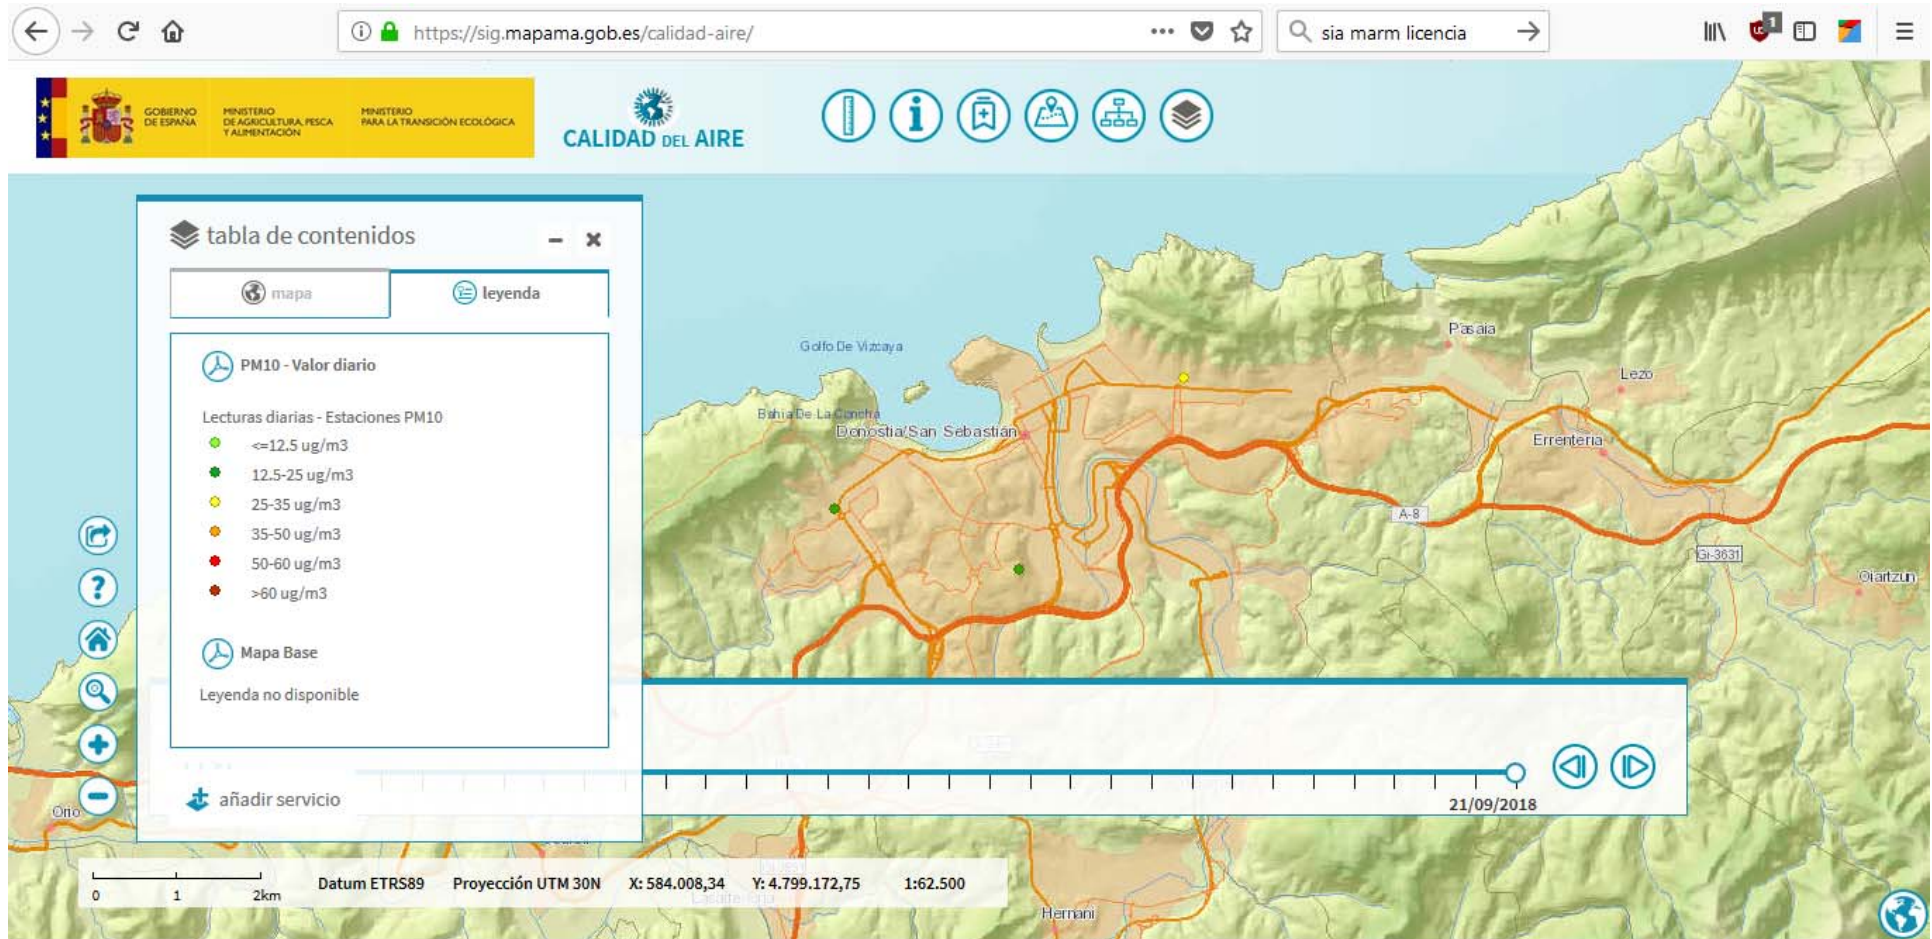 https://sig.mapama.gob.es/calidad-aire/
sia marm licencia
1
GOBIERNO
DE ESPAÑA
MINISTERIO
DE AGRICULTURA, PESCA
Y ALIMENTACIÓN
MINISTERIO
PARA LA TRANSICIÓN ECOLÓGICA
CALIDAD DEL AIRE
tabla de contenidos
mapa
leyenda
PM10 - Valor diario
Lecturas diarias - Estaciones PM10
<=12.5 ug/m3
12.5-25 ug/m3
25-35 ug/m3
35-50 ug/m3
50-60 ug/m3
>60 ug/m3
Mapa Base
Leyenda no disponible
añadir servicio
Golfo De Vizcaya
Bahia De La Concha
Donostia/San Sebastián
Pasaia
Lezo
Errenteria
A-8
Gi-3631
Oiartzun
21/09/2018
Orio
0 1 2km
Datum ETRS89 Proyección UTM 30N X: 584.008,34 Y: 4.799.172,75 1:62.500
Hernani